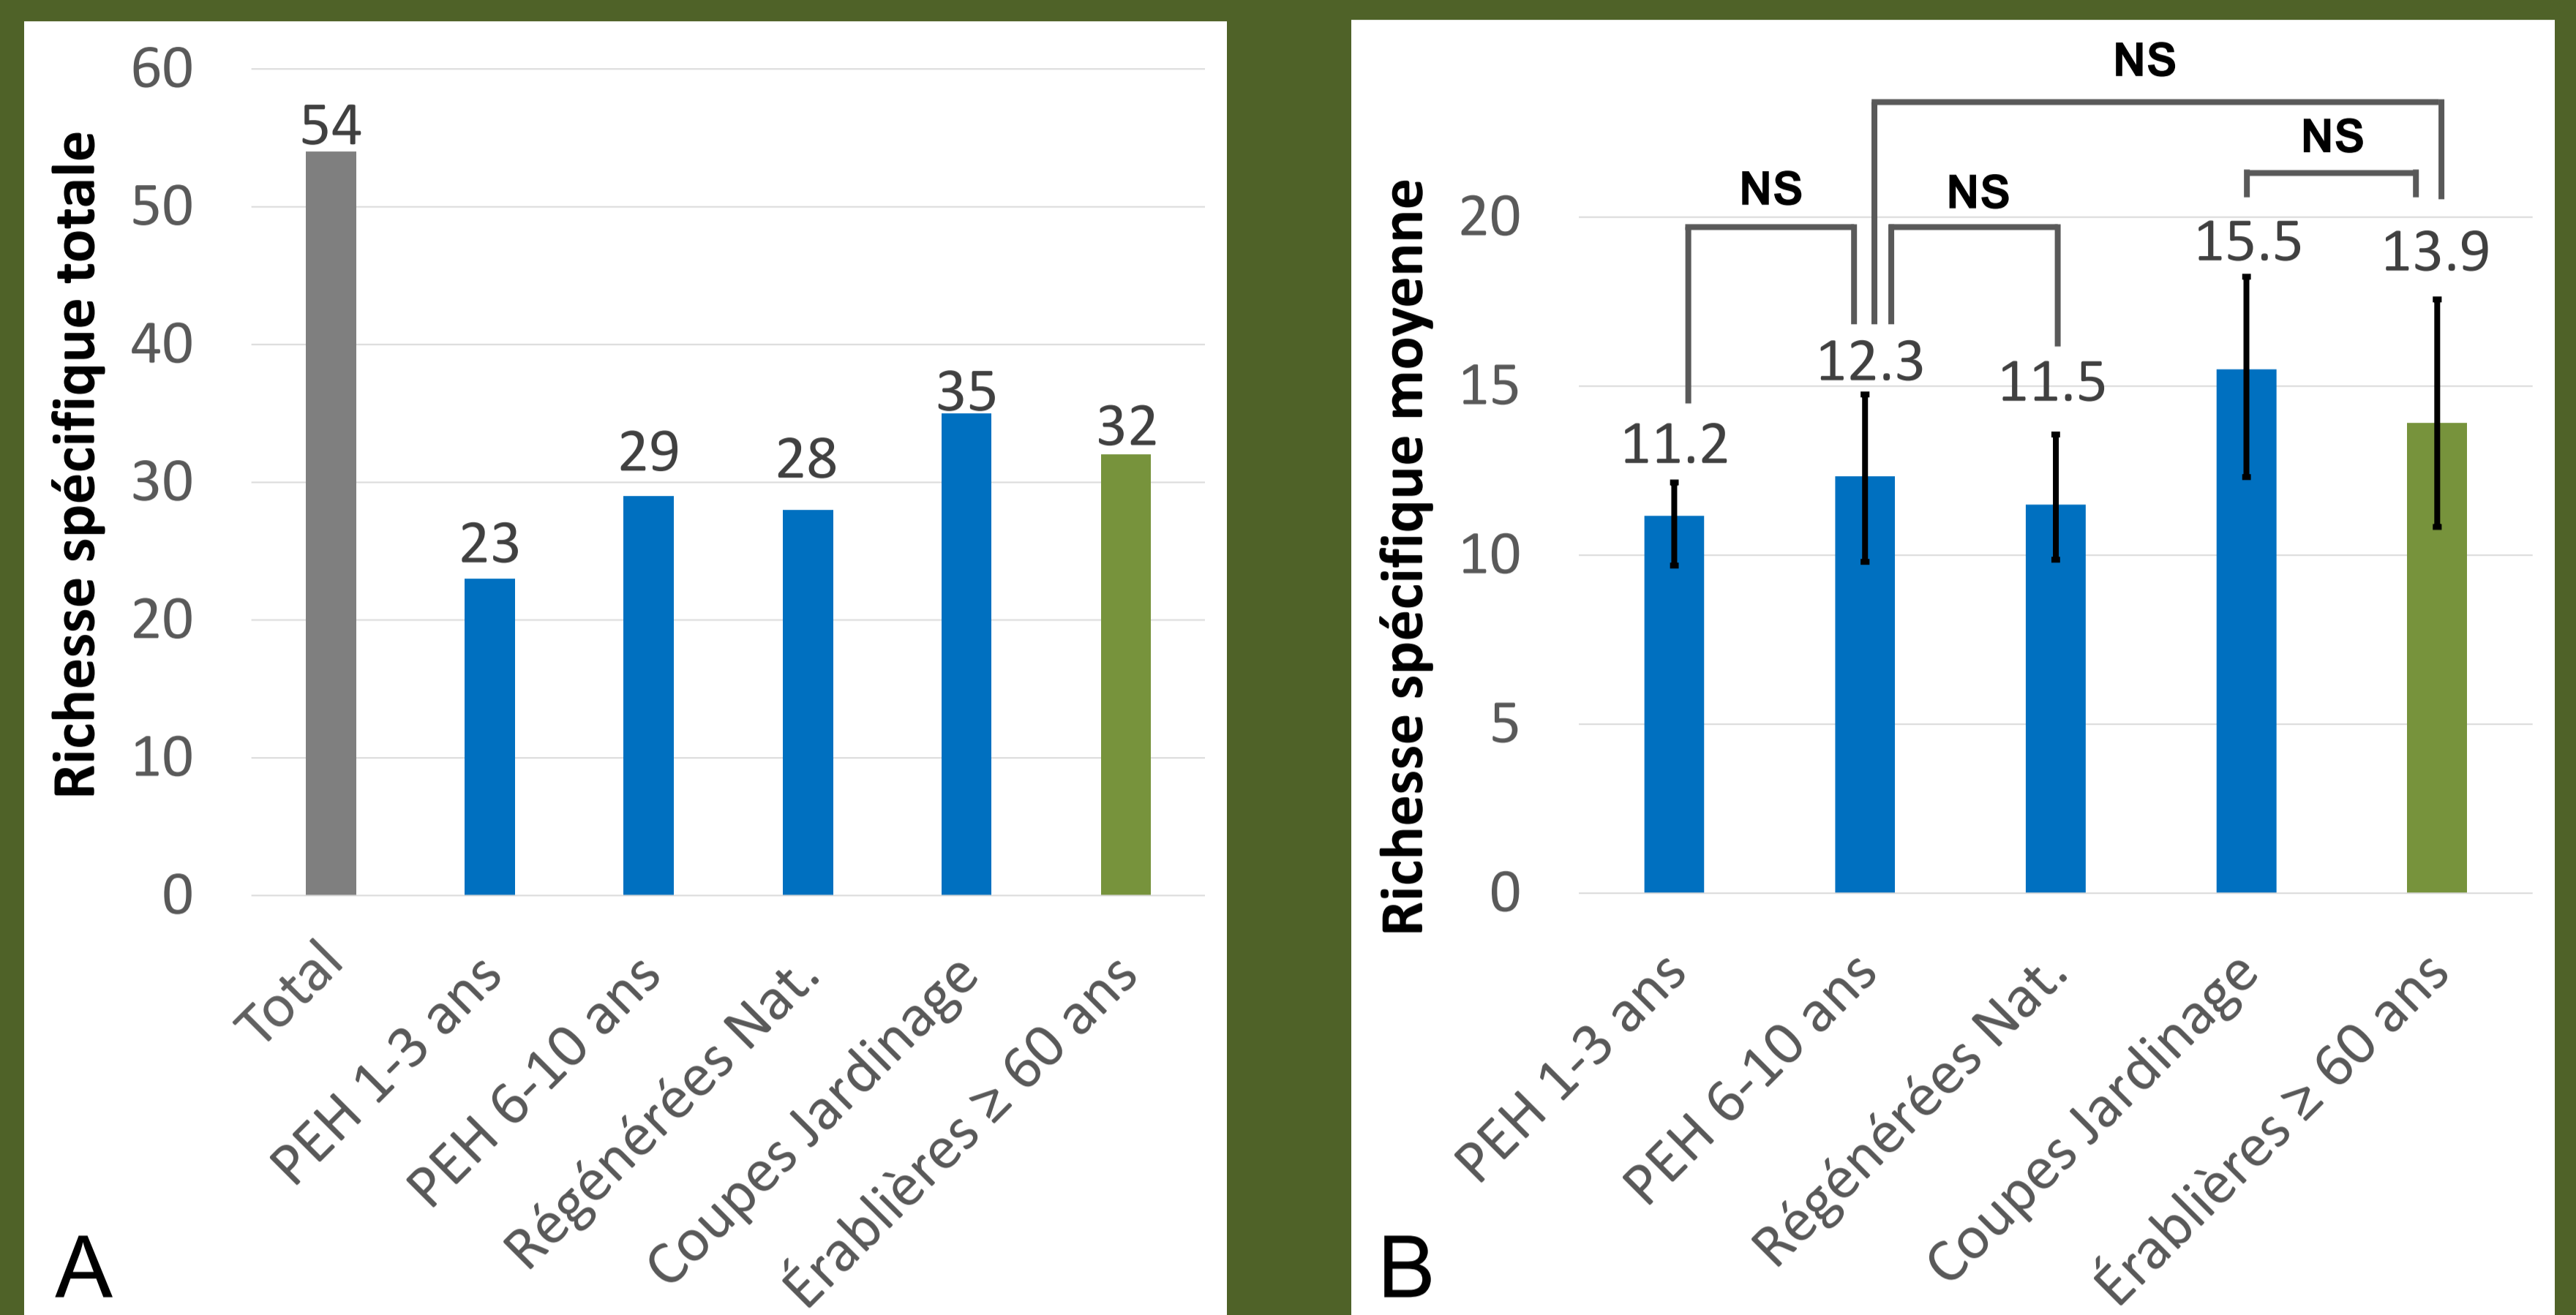 Richesse spécifique totale
60
50
40
30
20
10
0
54
23
29
28
35
32
Total
PEH 1-3 ans
PEH 6-10 ans
Régénérées Nat.
Coupes Jardinage
Érablières ≥ 60 ans
A
Richesse spécifique moyenne
20
15
10
5
0
NS
NS
NS
NS
11.2
12.3
11.5
15.5
13.9
PEH 1-3 ans
PEH 6-10 ans
Régénérées Nat.
Coupes Jardinage
Érablières ≥ 60 ans
B